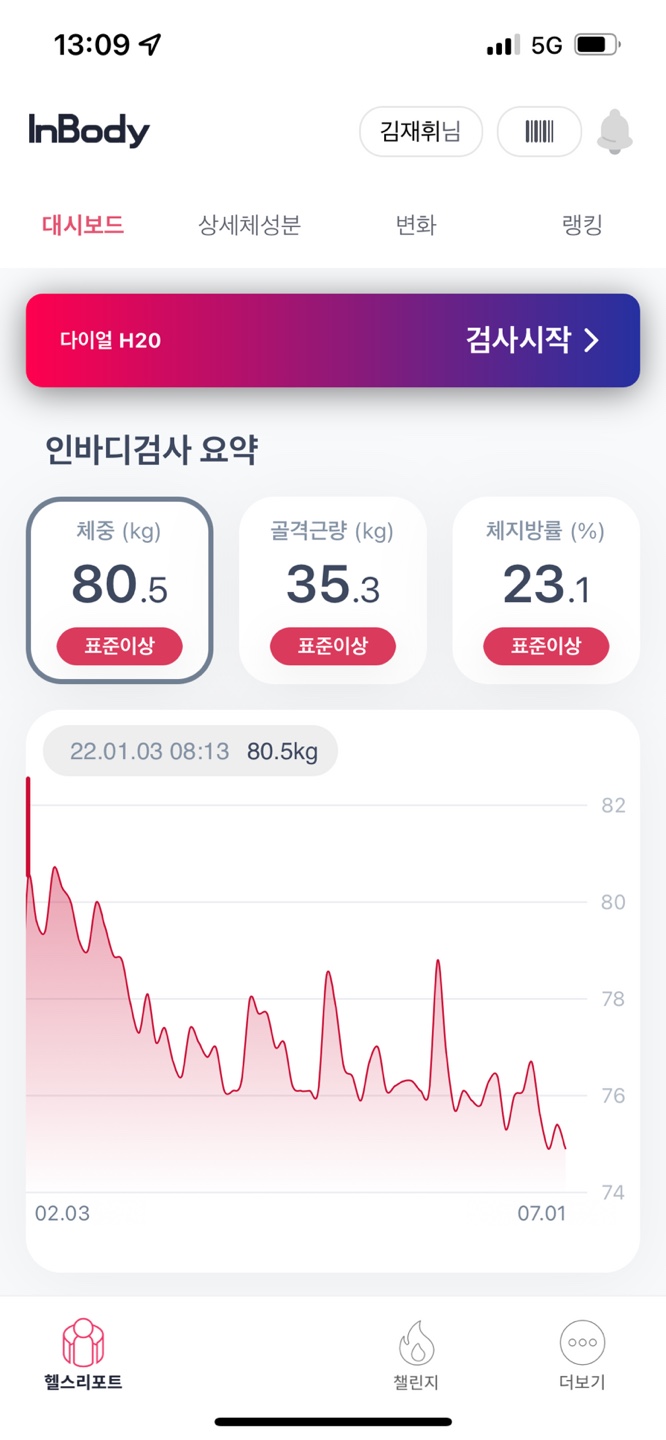 13:09 5G
InBody 김재휘님
대시보드 상세체성분 변화 랭킹
다이얼 H20 검사시작
인바디검사 요약
체중 (kg) 골격근량 (kg) 체지방률 (%)
80.5 35.3 23.1
표준이상 표준이상 표준이상
22.01.03 08:13 80.5kg
82
80
78
76
74
02.03 07.01
헬스리포트 챌린지 더보기